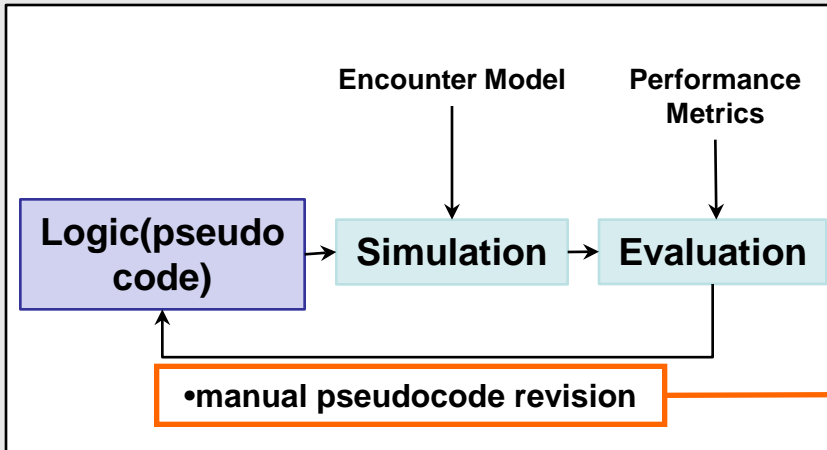 Encounter Model
Performance
Metrics
Logic(pseudo
code)
Simulation
Evaluation
•manual pseudocode revision